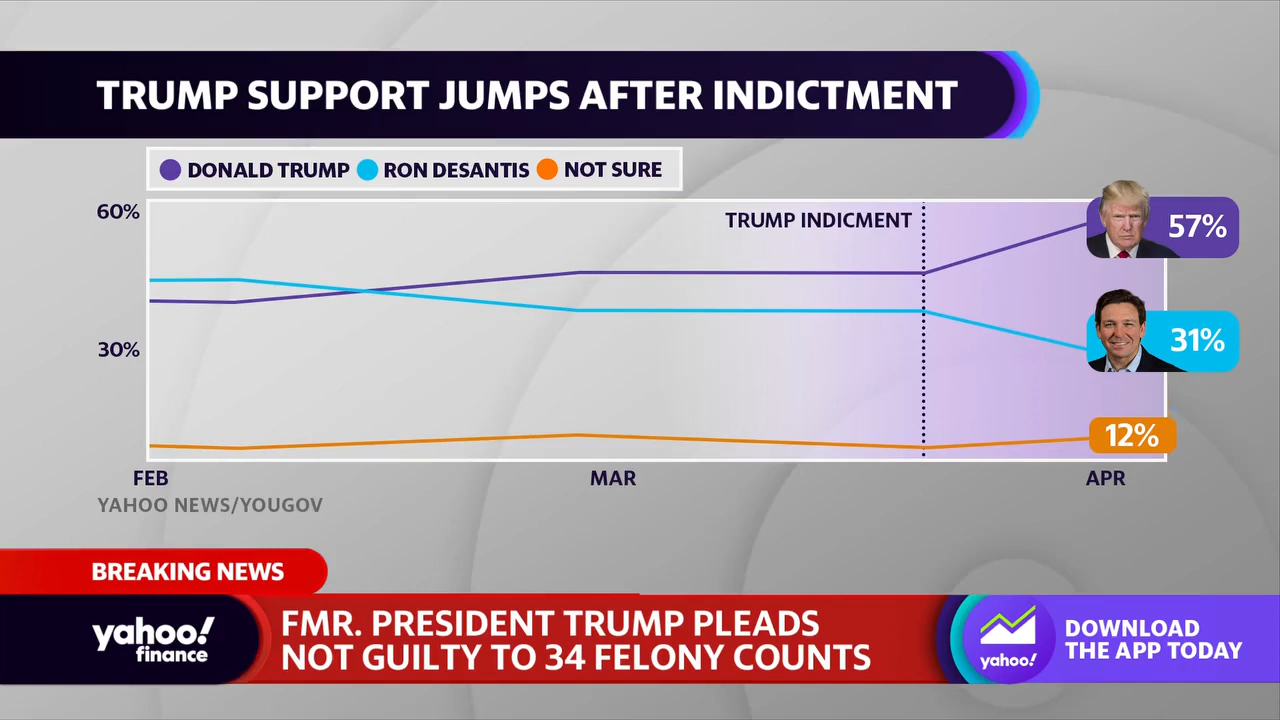 TRUMP SUPPORT JUMPS AFTER INDICTMENT
DONALD TRUMP RON DESANTIS NOT SURE
60%
TRUMP INDICMENT
57%
30%
31%
12%
FEB MAR APR
YAHOO NEWS/YOUGOV
BREAKING NEWS
yahoo!
finance
FMR. PRESIDENT TRUMP PLEADS
NOT GUILTY TO 34 FELONY COUNTS
yahoo!
DOWNLOAD
THE APP TODAY